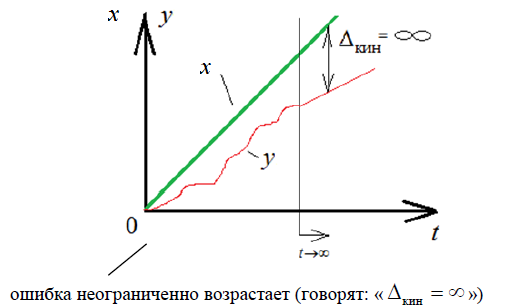 x y
Δкин = ∞
x
y
0
t
t→∞
ошибка неограниченно возрастает (говорят: « Δкин = ∞ »)